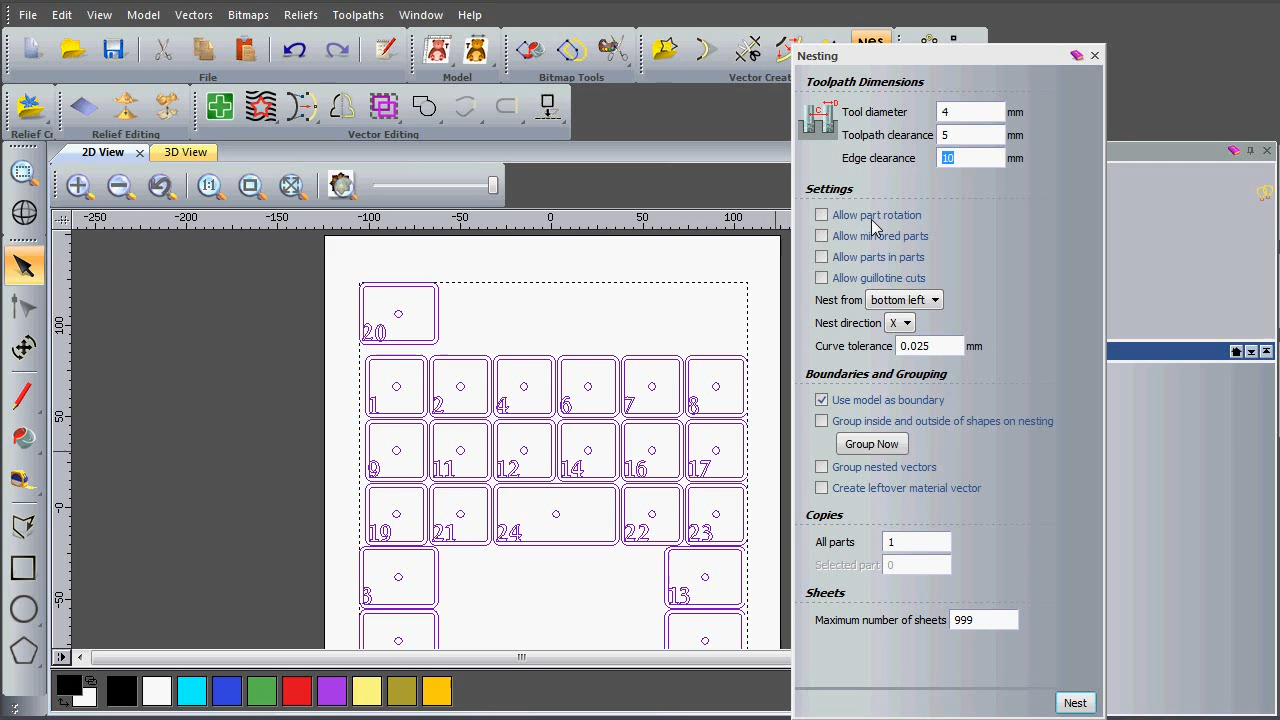 File Edit View Model Vectors Bitmaps Reliefs Toolpaths Window Help
Nes
File Model Bitmap Tools
Relief Editing Vector Editing
2D View 3D View
1:1
-200 -150 -100 -50 0 50 100
100
50
-0
-50
20
1 2 4 6 7 8
9 11 12 14 16 17
19 21 24 22 23
3 13
Nesting
Toolpath Dimensions
C D
Tool diameter 4 mm
Toolpath clearance 5 mm
Edge clearance 10 mm
Settings
Allow part rotation
Allow mirrored parts
Allow parts in parts
Allow guillotine cuts
Nest from bottom left
Nest direction X
Curve tolerance 0.025 mm
Boundaries and Grouping
Use model as boundary
Group inside and outside of shapes on nesting
Group Now
Group nested vectors
Create leftover material vector
Copies
All parts 1
Selected part 0
Sheets
Maximum number of sheets 999
Nest